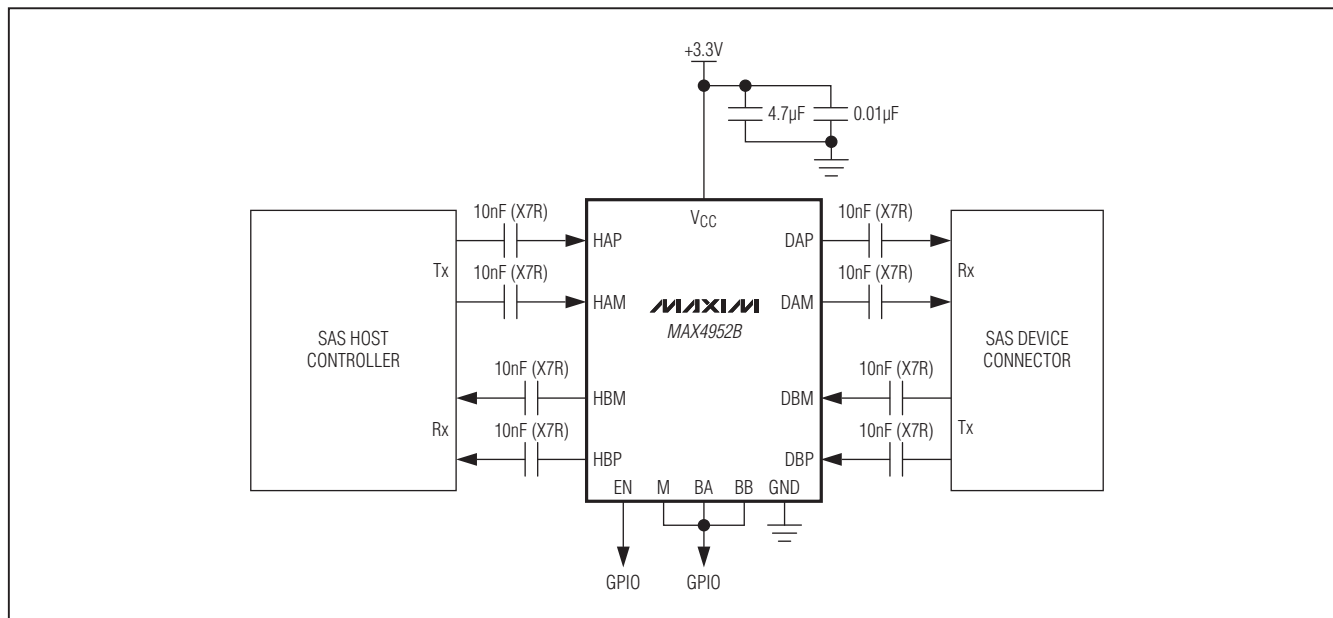 +3.3V
4.7µF
0.01µF
10nF (X7R)
10nF (X7R)
VCC
HAP
DAP
Tx
10nF (X7R)
10nF (X7R)
Rx
HAM
MAXIM
DAM
MAX4952B
SAS HOST
CONTROLLER
SAS DEVICE
CONNECTOR
10nF (X7R)
10nF (X7R)
HBM
DBM
Rx
10nF (X7R)
10nF (X7R)
Tx
HBP
DBP
EN
M
BA
BB
GND
GPIO
GPIO